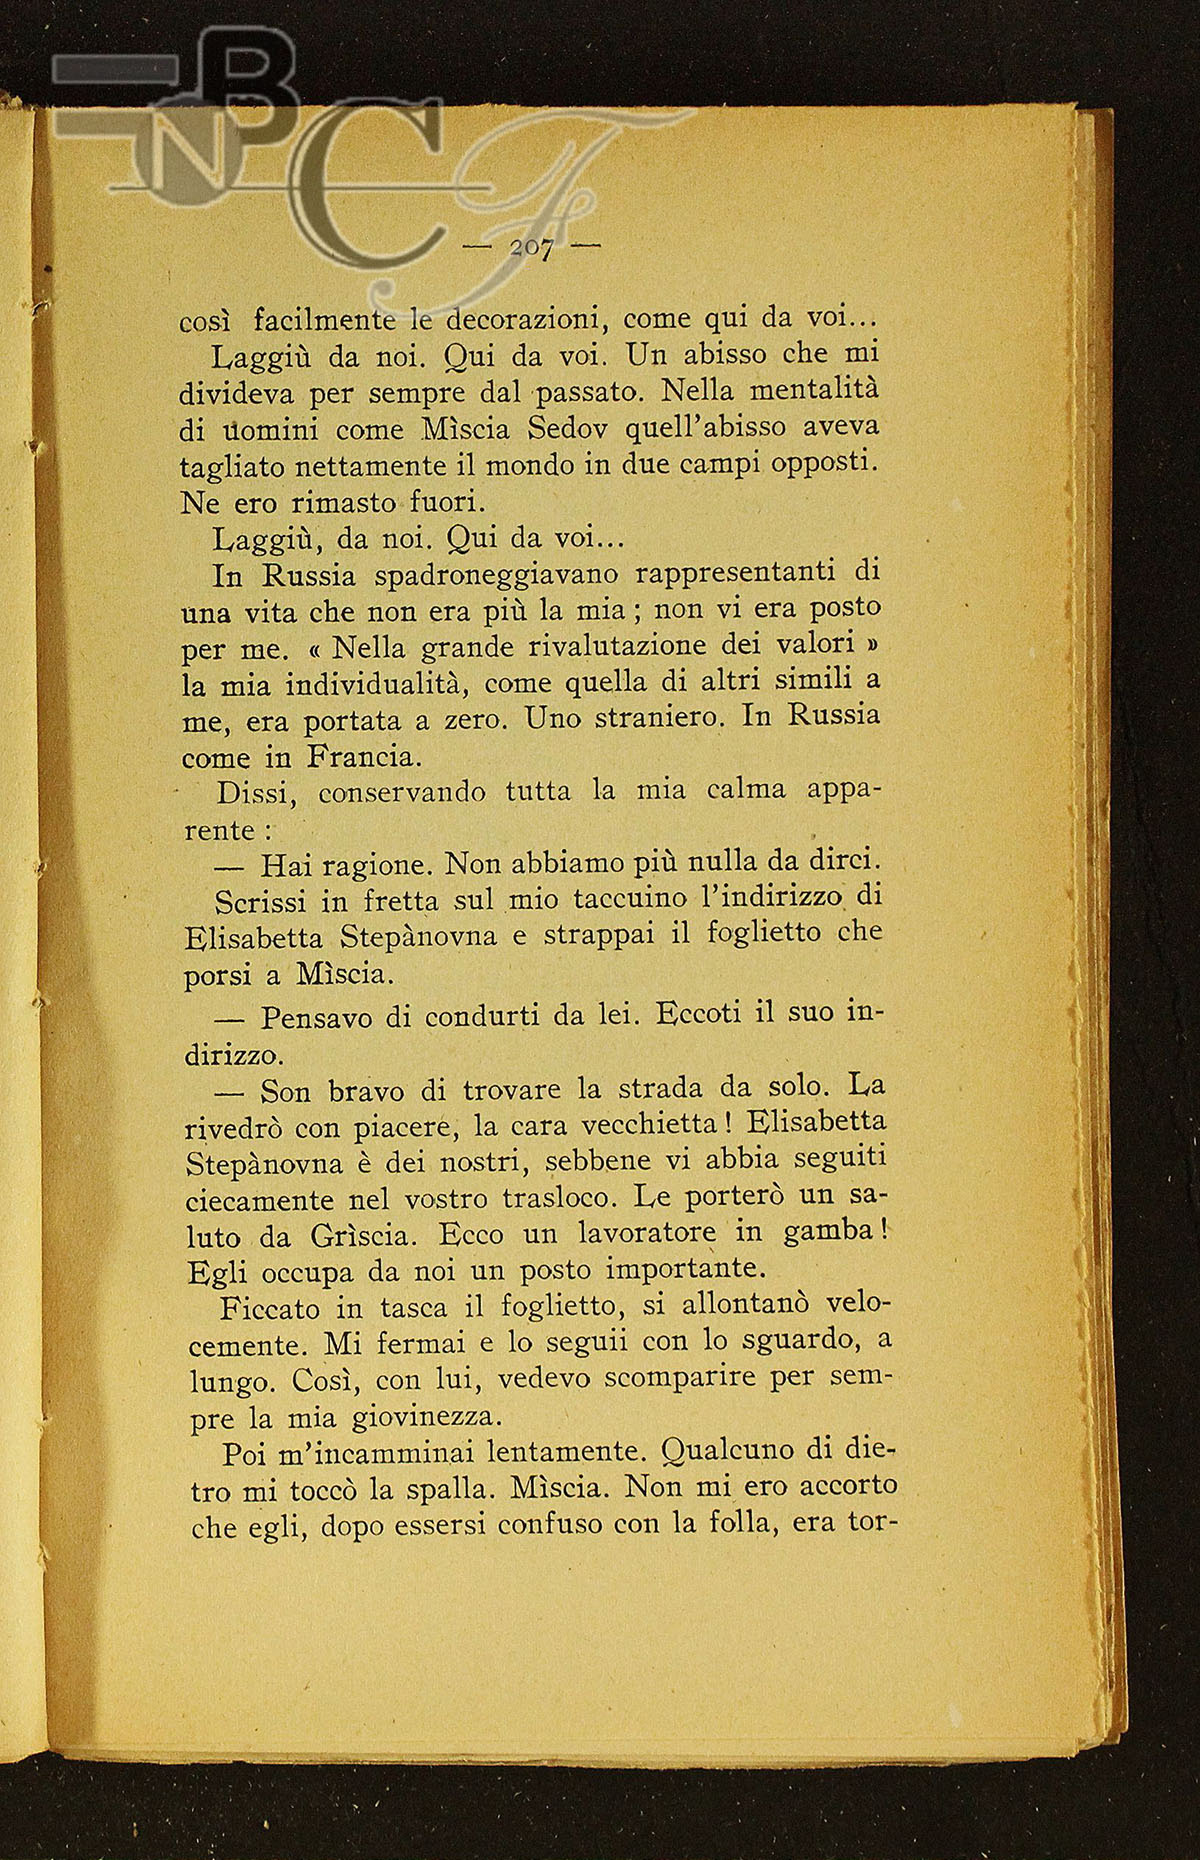 BNCF
— 207 —
così facilmente le decorazioni, come qui da voi...
Laggiù da noi. Qui da voi. Un abisso che mi
divideva per sempre dal passato. Nella mentalità
di uomini come Mìscia Sedov quell'abisso aveva
tagliato nettamente il mondo in due campi opposti.
Ne ero rimasto fuori.
Laggiù, da noi. Qui da voi...
In Russia spadroneggiavano rappresentanti di
una vita che non era più la mia ; non vi era posto
per me. « Nella grande rivalutazione dei valori »
la mia individualità, come quella di altri simili a
me, era portata a zero. Uno straniero. In Russia
come in Francia.
Dissi, conservando tutta la mia calma appa-
rente :
— Hai ragione. Non abbiamo più nulla da dirci.
Scrissi in fretta sul mio taccuino l'indirizzo di
Elisabetta Stepànovna e strappai il foglietto che
porsi a Mìscia.
— Pensavo di condurti da lei. Eccoti il suo in-
dirizzo.
— Son bravo di trovare la strada da solo. La
rivedrò con piacere, la cara vecchietta ! Elisabetta
Stepànovna è dei nostri, sebbene vi abbia seguiti
ciecamente nel vostro trasloco. Le porterò un sa-
luto da Grìscia. Ecco un lavoratore in gamba !
Egli occupa da noi un posto importante.
Ficcato in tasca il foglietto, si allontanò velo-
cemente. Mi fermai e lo seguii con lo sguardo, a
lungo. Così, con lui, vedevo scomparire per sem-
pre la mia giovinezza.
Poi m'incamminai lentamente. Qualcuno di die-
tro mi toccò la spalla. Mìscia. Non mi ero accorto
che egli, dopo essersi confuso con la folla, era tor-